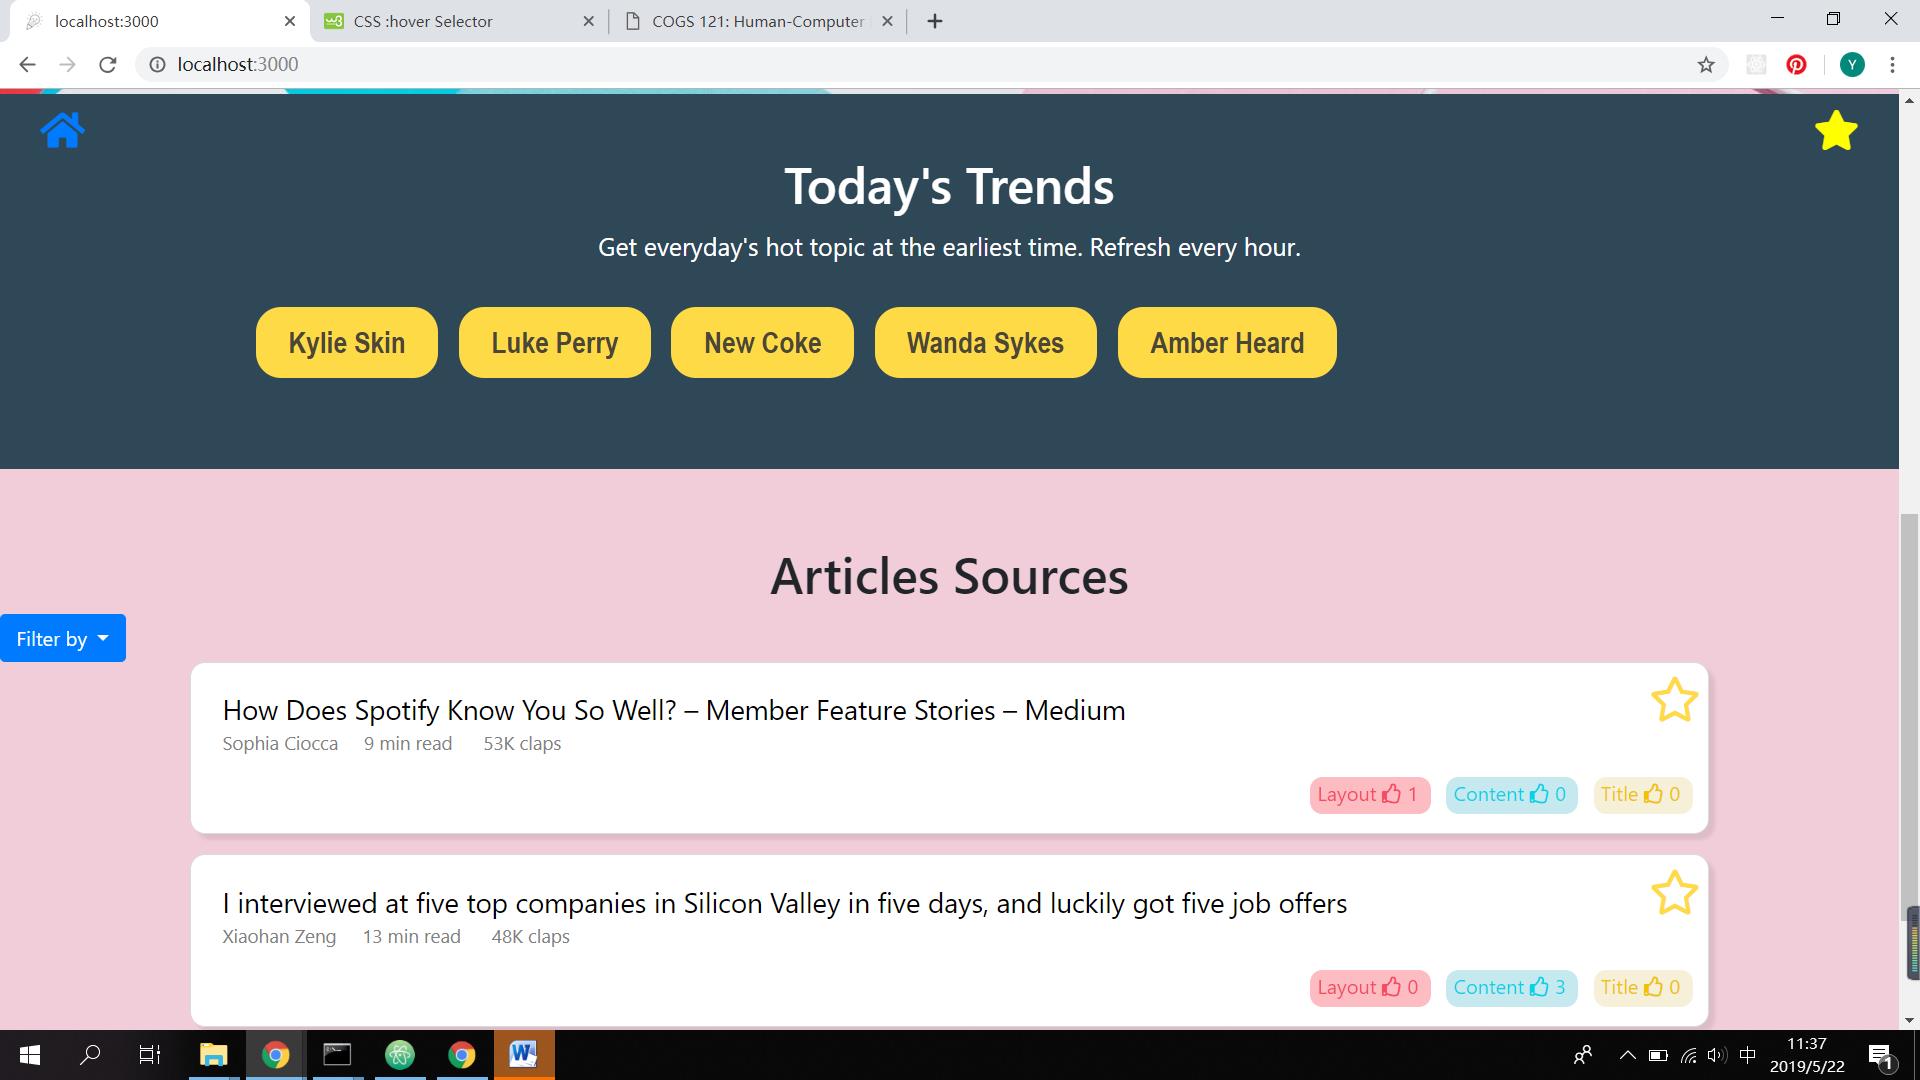 localhost:3000
CSS :hover Selector
COGS 121: Human-Computer
localhost:3000
Y
Today's Trends
Get everyday's hot topic at the earliest time. Refresh every hour.
Kylie Skin
Luke Perry
New Coke
Wanda Sykes
Amber Heard
Articles Sources
Filter by
How Does Spotify Know You So Well? – Member Feature Stories – Medium
Sophia Ciocca 9 min read 53K claps
Layout 1 Content 0 Title 0
I interviewed at five top companies in Silicon Valley in five days, and luckily got five job offers
Xiaohan Zeng 13 min read 48K claps
Layout 0 Content 3 Title 0
中
11:37
2019/5/22
1